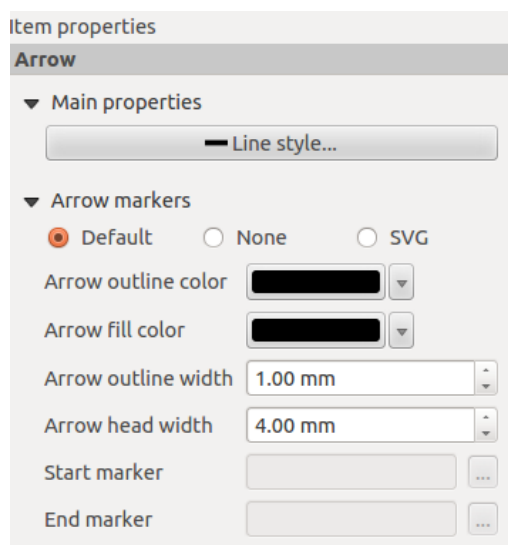 Item properties
Arrow
Main properties
Line style...
Arrow markers
Default None SVG
Arrow outline color
Arrow fill color
Arrow outline width 1.00 mm
Arrow head width 4.00 mm
Start marker ...
End marker ...